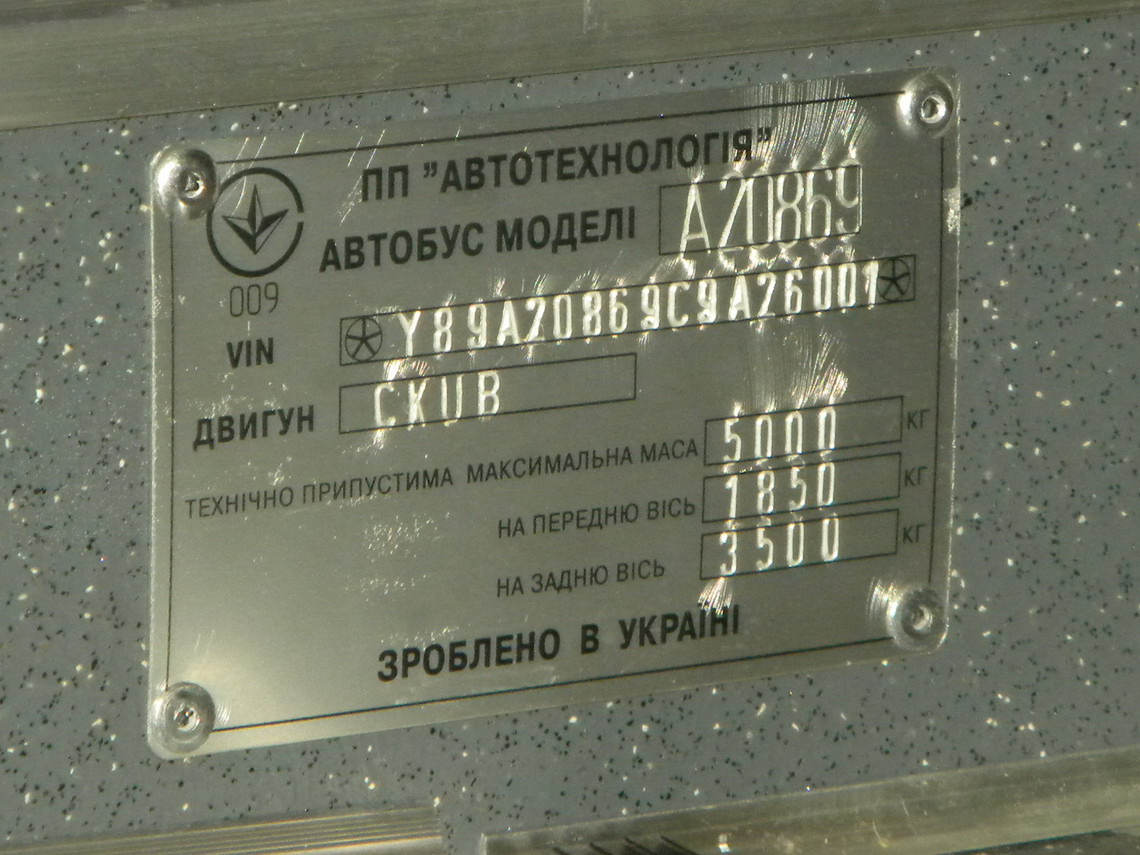 ПП "АВТОТЕХНОЛОГІЯ"
АВТОБУС МОДЕЛІ А20869
009
VIN Y89A20869C9A26001
ДВИГУН CKUB
ТЕХНІЧНО ПРИПУСТИМА МАКСИМАЛЬНА МАСА 5000 КГ
НА ПЕРЕДНЮ ВІСЬ 1850 КГ
НА ЗАДНЮ ВІСЬ 3500 КГ
ЗРОБЛЕНО В УКРАЇНІ